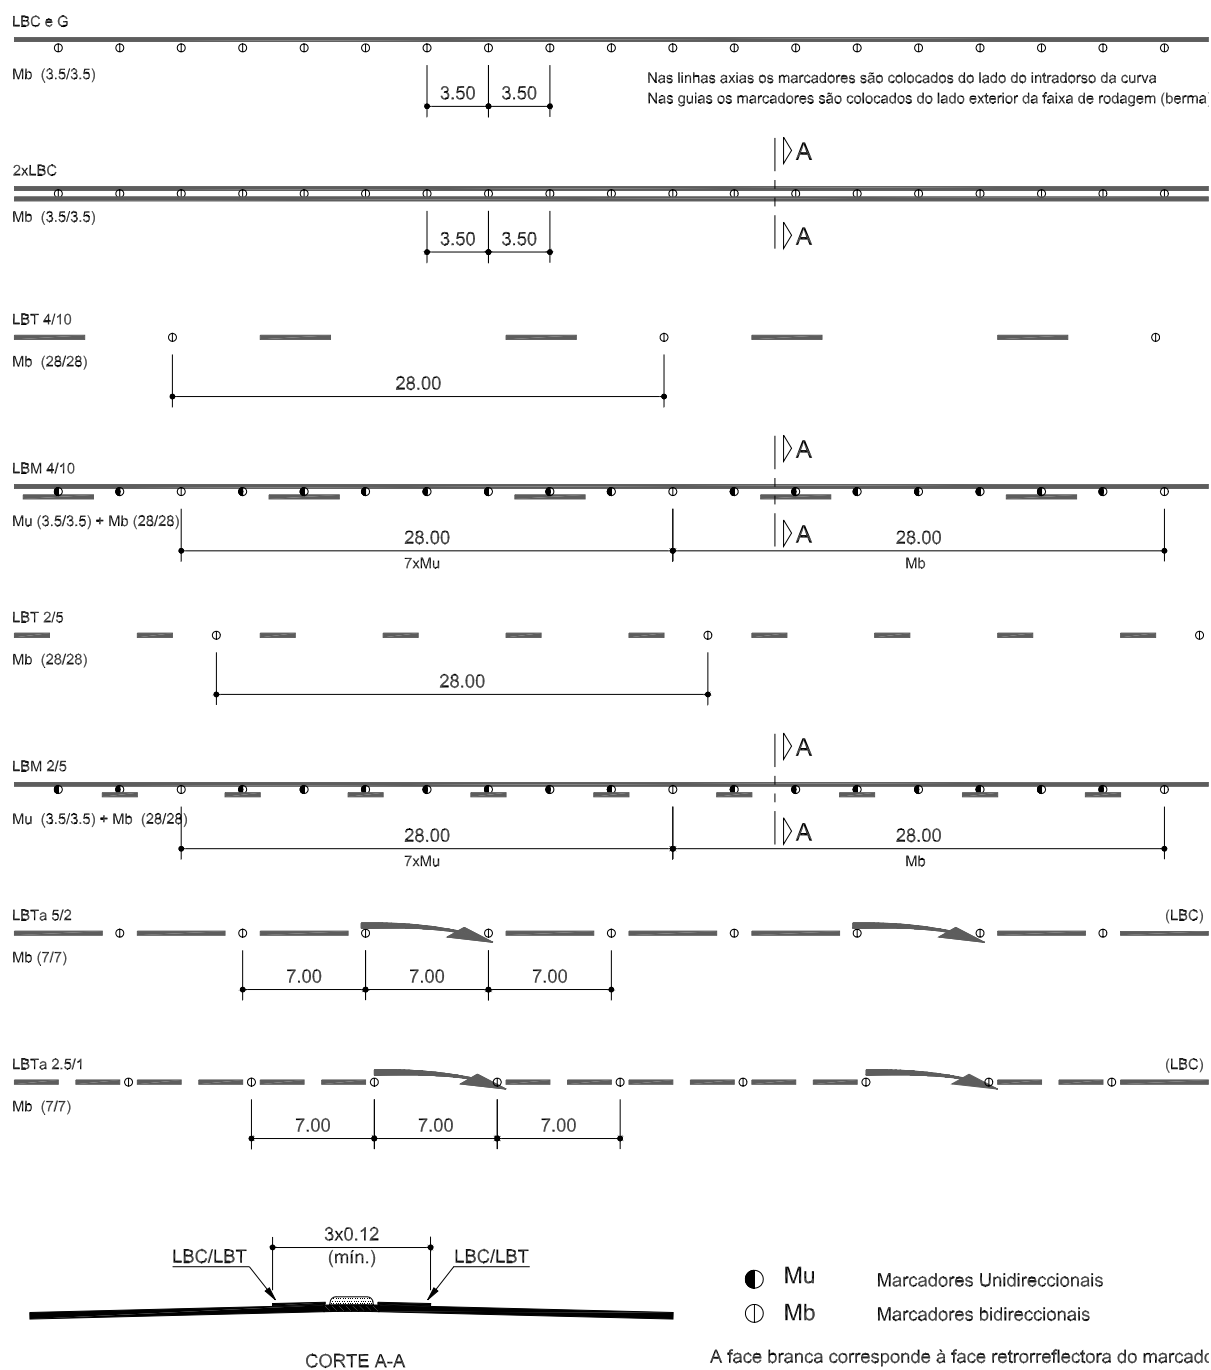 LBC e G
Mb (3.5/3.5)
3.50 3.50
Nas linhas axias os marcadores são colocados do lado do intradorso da curva
Nas guias os marcadores são colocados do lado exterior da faixa de rodagem (berma)
A
2xLBC
Mb (3.5/3.5)
3.50 3.50
A
LBT 4/10
Mb (28/28)
28.00
A
LBM 4/10
Mu (3.5/3.5) + Mb (28/28)
28.00 28.00
7xMu Mb
A
LBT 2/5
Mb (28/28)
28.00
A
LBM 2/5
Mu (3.5/3.5) + Mb (28/28)
28.00 28.00
7xMu Mb
A
LBTa 5/2 (LBC)
Mb (7/7)
7.00 7.00 7.00
LBTa 2.5/1 (LBC)
Mb (7/7)
7.00 7.00 7.00
3x0.12
(mín.)
LBC/LBT LBC/LBT
CORTE A-A
Mu Marcadores Unidireccionais
Mb Marcadores bidireccionais
A face branca corresponde à face retrorreflectora do marcado